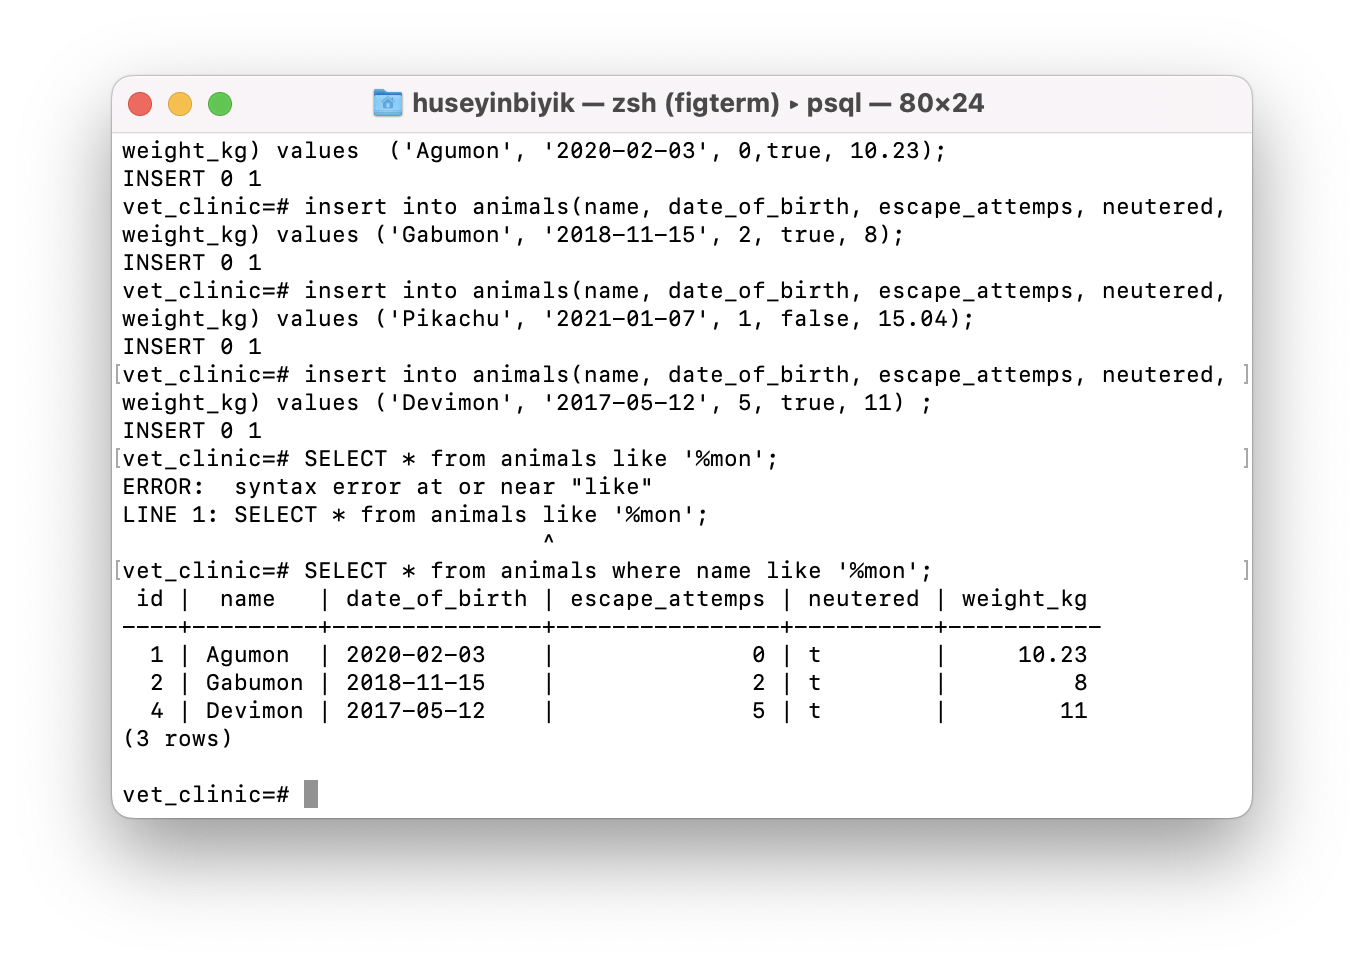 huseyinbiyik — zsh (figterm) ▸ psql — 80×24
weight_kg) values  ('Agumon', '2020-02-03', 0,true, 10.23);
INSERT 0 1
vet_clinic=# insert into animals(name, date_of_birth, escape_attemps, neutered,
weight_kg) values ('Gabumon', '2018-11-15', 2, true, 8);
INSERT 0 1
vet_clinic=# insert into animals(name, date_of_birth, escape_attemps, neutered,
weight_kg) values ('Pikachu', '2021-01-07', 1, false, 15.04);
INSERT 0 1
[vet_clinic=# insert into animals(name, date_of_birth, escape_attemps, neutered, ]
weight_kg) values ('Devimon', '2017-05-12', 5, true, 11) ;
INSERT 0 1
[vet_clinic=# SELECT * from animals like '%mon'; ]
ERROR:  syntax error at or near "like"
LINE 1: SELECT * from animals like '%mon';
                              ^
[vet_clinic=# SELECT * from animals where name like '%mon'; ]
 id |  name   | date_of_birth | escape_attemps | neutered | weight_kg
----+---------+---------------+----------------+----------+-----------
  1 | Agumon  | 2020-02-03    |              0 | t        |     10.23
  2 | Gabumon | 2018-11-15    |              2 | t        |         8
  4 | Devimon | 2017-05-12    |              5 | t        |        11
(3 rows)
vet_clinic=#